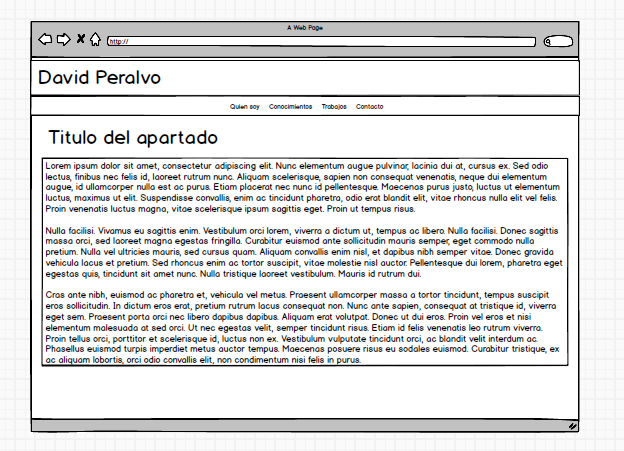 A Web Page
http://
David Peralvo
Quien soy Conocimientos Trabajos Contacto
Titulo del apartado
Lorem ipsum dolor sit amet, consectetur adipiscing elit. Nunc elementum augue pulvinar, lacinia dui at, cursus ex. Sed odio
lectus, finibus nec felis id, laoreet rutrum nunc. Aliquam scelerisque, sapien non consequat venenatis, neque dui elementum
augue, id ullamcorper nulla est ac purus. Etiam placerat nec nunc id pellentesque. Maecenas purus justo, luctus ut elementum
luctus, maximus ut elit. Suspendisse convallis, enim ac tincidunt pharetra, odio erat blandit elit, vitae rhoncus nulla elit vel felis.
Proin venenatis luctus magna, vitae scelerisque ipsum sagittis eget. Proin ut tempus risus.
Nulla facilisi. Vivamus eu sagittis enim. Vestibulum orci lorem, viverra a dictum ut, tempus ac libero. Nulla facilisi. Donec sagittis
massa orci, sed laoreet magna egestas fringilla. Curabitur euismod ante sollicitudin mauris semper, eget commodo nulla
pretium. Nulla vel ultricies mauris, sed cursus quam. Aliquam convallis enim nisl, et dapibus nibh semper vitae. Donec gravida
vehicula lacus et pretium. Sed rhoncus enim ac tortor suscipit, vitae molestie nisl auctor. Pellentesque dui lorem, pharetra eget
egestas quis, tincidunt sit amet nunc. Nulla tristique laoreet vestibulum. Mauris id rutrum dui.
Cras ante nibh, euismod ac pharetra et, vehicula vel metus. Praesent ullamcorper massa a tortor tincidunt, tempus suscipit
eros sollicitudin. In dictum eros erat, pretium rutrum lacus consequat non. Nunc ante sapien, consequat at tristique id, viverra
eget sem. Praesent porta orci nec libero dapibus dapibus. Aliquam erat volutpat. Donec ut dui eros. Proin vel eros et nisi
elementum malesuada at sed orci. Ut nec egestas velit, semper tincidunt risus. Etiam id felis venenatis leo rutrum viverra.
Proin tellus orci, porttitor et scelerisque id, luctus non ex. Vestibulum vulputate tincidunt orci, ac blandit velit interdum ac.
Phasellus euismod turpis imperdiet metus auctor tempus. Maecenas posuere risus eu sodales euismod. Curabitur tristique, ex
ac aliquam lobortis, orci odio convallis elit, non condimentum nisi felis in purus.